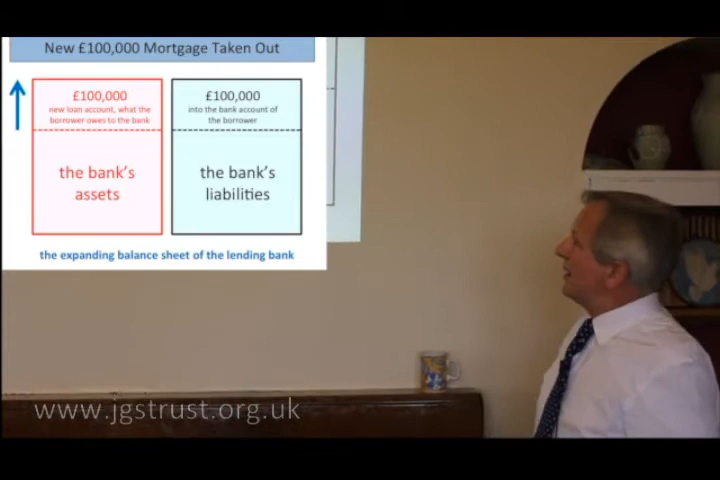 New £100,000 Mortgage Taken Out
£100,000
new loan account, what the
borrower owes to the bank
the bank's
assets
£100,000
into the bank account of
the borrower
the bank's
liabilities
the expanding balance sheet of the lending bank
www.jgstrust.org.uk